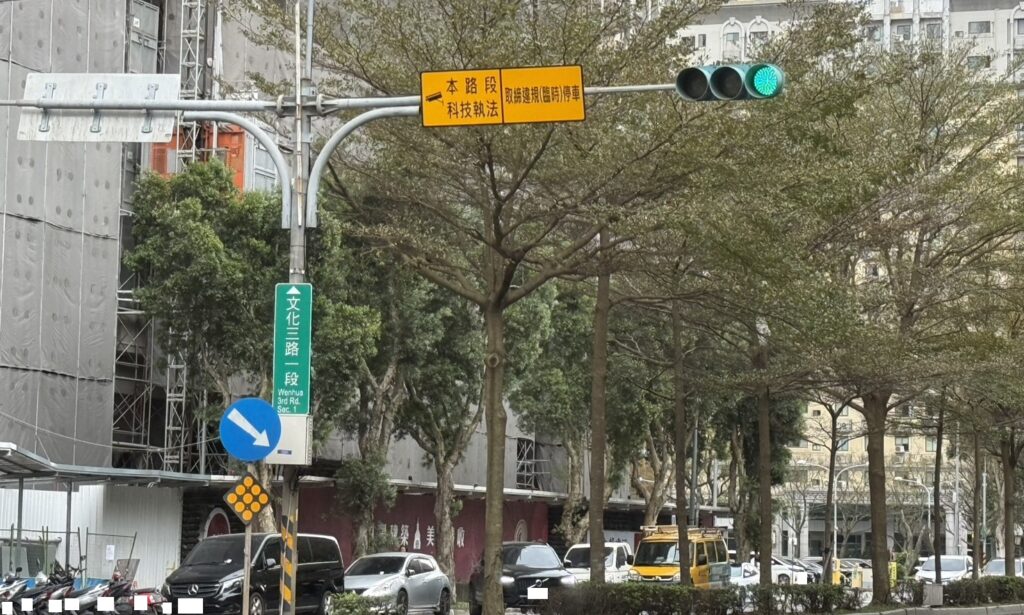 本路段
科技執法
取締違規(臨時)停車
文化三路一段
Wenhua
3rd Rd.
Sec. 1